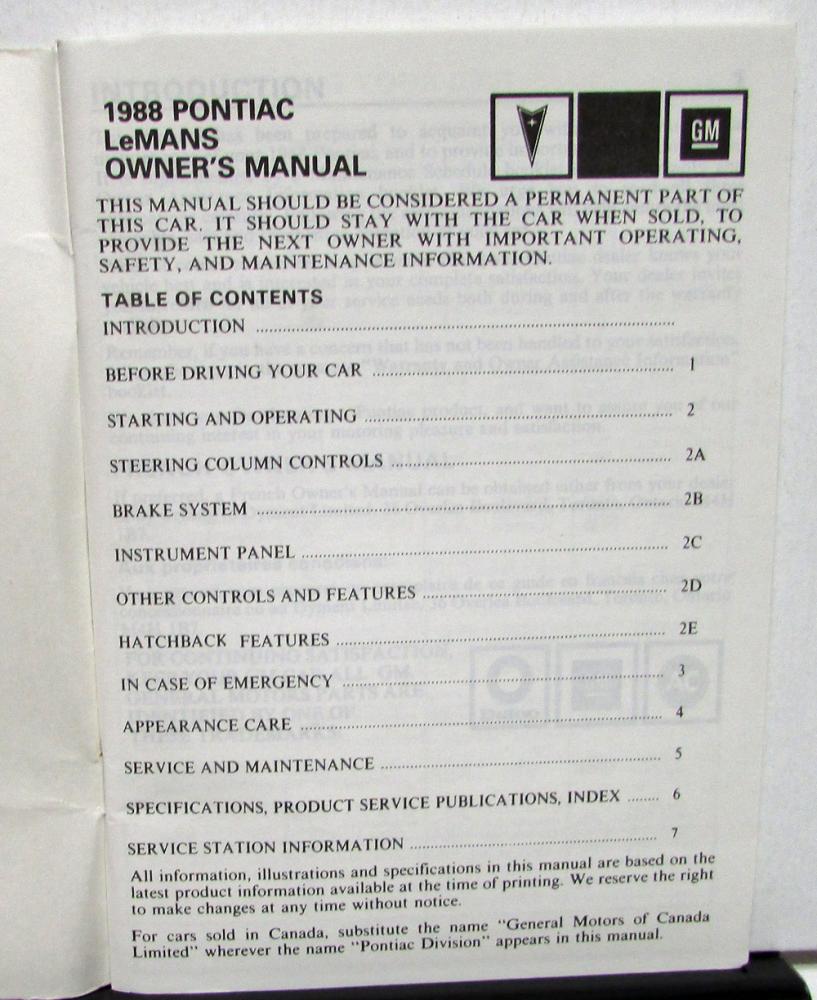 1988 PONTIAC
LeMANS
OWNER'S MANUAL
GM
THIS MANUAL SHOULD BE CONSIDERED A PERMANENT PART OF
THIS CAR. IT SHOULD STAY WITH THE CAR WHEN SOLD, TO
PROVIDE THE NEXT OWNER WITH IMPORTANT OPERATING,
SAFETY, AND MAINTENANCE INFORMATION.
TABLE OF CONTENTS
INTRODUCTION ................................................
BEFORE DRIVING YOUR CAR ................................................ 1
STARTING AND OPERATING ................................................ 2
STEERING COLUMN CONTROLS ................................................ 2A
BRAKE SYSTEM ................................................ 2B
INSTRUMENT PANEL ................................................ 2C
OTHER CONTROLS AND FEATURES ................................................ 2D
HATCHBACK FEATURES ................................................ 2E
IN CASE OF EMERGENCY ................................................ 3
APPEARANCE CARE ................................................ 4
SERVICE AND MAINTENANCE ................................................ 5
SPECIFICATIONS, PRODUCT SERVICE PUBLICATIONS, INDEX ........ 6
SERVICE STATION INFORMATION ................................................ 7
All information, illustrations and specifications in this manual are based on the
latest product information available at the time of printing. We reserve the right
to make changes at any time without notice.
For cars sold in Canada, substitute the name "General Motors of Canada
Limited" wherever the name "Pontiac Division" appears in this manual.